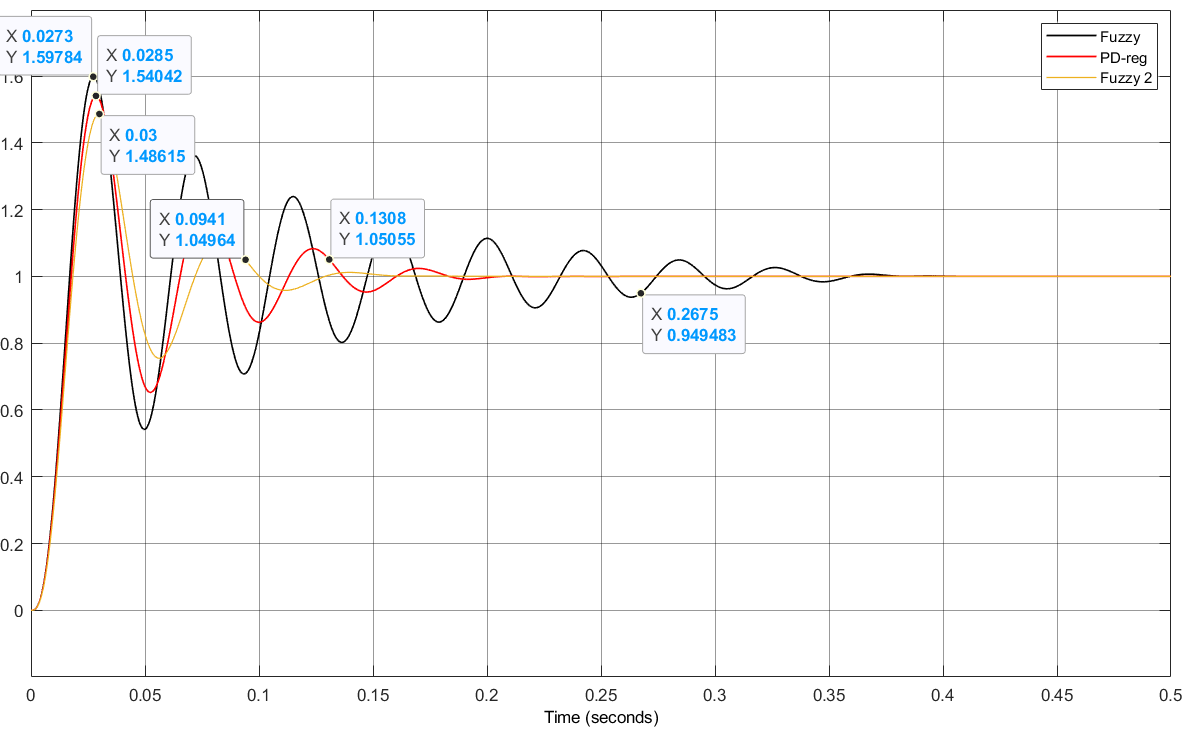 X 0.0273
Y 1.59784
X 0.0285
Y 1.54042
X 0.03
Y 1.48615
X 0.0941
Y 1.04964
X 0.1308
Y 1.05055
X 0.2675
Y 0.949483
Fuzzy
PD-reg
Fuzzy 2
1.6
1.4
1.2
1
0.8
0.6
0.4
0.2
0
0 0.05 0.1 0.15 0.2 0.25 0.3 0.35 0.4 0.45 0.5
Time (seconds)